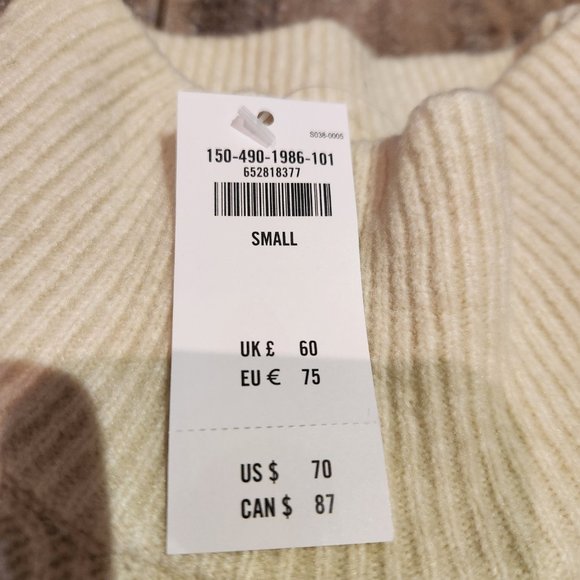 S038-0005
150-490-1986-101
652818377
SMALL
UK £ 60
EU € 75
US $ 70
CAN $ 87